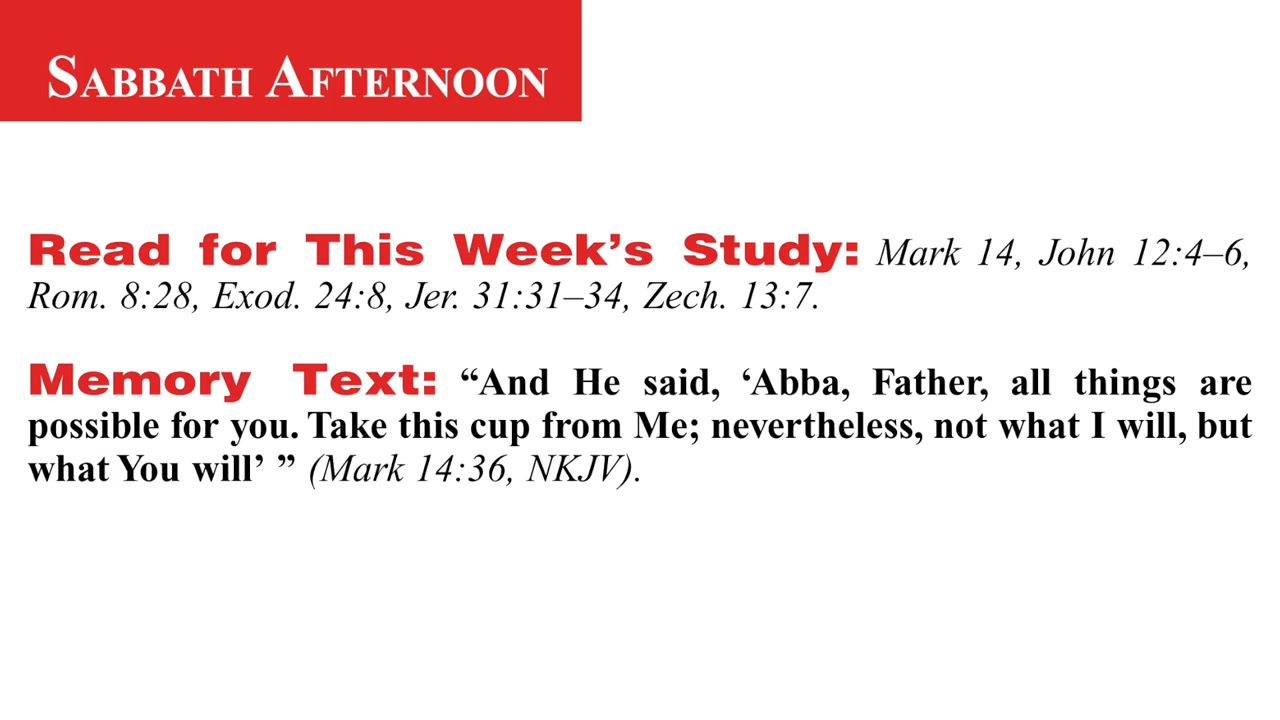 SABBATH AFTERNOON
Read for This Week’s Study: Mark 14, John 12:4–6,
Rom. 8:28, Exod. 24:8, Jer. 31:31–34, Zech. 13:7.
Memory Text: “And He said, ‘Abba, Father, all things are
possible for you. Take this cup from Me; nevertheless, not what I will, but
what You will’ ” (Mark 14:36, NKJV).